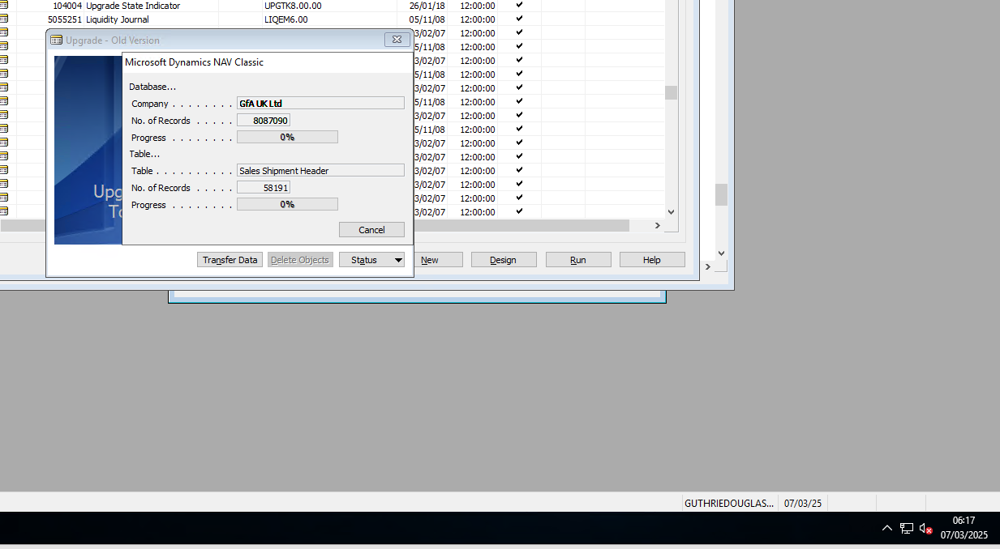 104004 Upgrade State Indicator UPGTK8.00.00 26/01/18 12:00:00
5055251 Liquidity Journal LIQEM6.00 05/11/08 12:00:00
Upgrade - Old Version
3/02/07 12:00:00
5/11/08 12:00:00
Microsoft Dynamics NAV Classic 3/02/07 12:00:00
5/11/08 12:00:00
Database... 3/02/07 12:00:00
Company . . . . . . . . GfA UK Ltd 5/11/08 12:00:00
No. of Records . . . . . 8087090 3/02/07 12:00:00
5/11/08 12:00:00
Progress . . . . . . . . 0% 3/02/07 12:00:00
Table... 3/02/07 12:00:00
Table . . . . . . . . . . Sales Shipment Header 3/02/07 12:00:00
No. of Records . . . . . 58191 3/02/07 12:00:00
Upg
Progress . . . . . . . . 0% 3/02/07 12:00:00
To
3/02/07 12:00:00
Cancel
Transfer Data Delete Objects Status New Design Run Help
GUTHRIEDOUGLAS... 07/03/25
06:17
07/03/2025